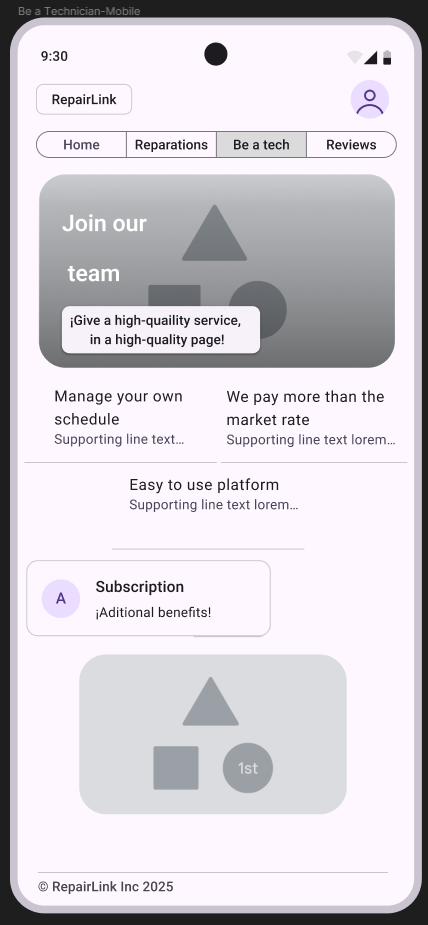 Be a Technician-Mobile
9:30
RepairLink
Home Reparations Be a tech Reviews
Join our
team
¡Give a high-quaility service,
in a high-quality page!
Manage your own
schedule
Supporting line text...
We pay more than the
market rate
Supporting line text lorem...
Easy to use platform
Supporting line text lorem...
A
Subscription
¡Aditional benefits!
1st
© RepairLink Inc 2025